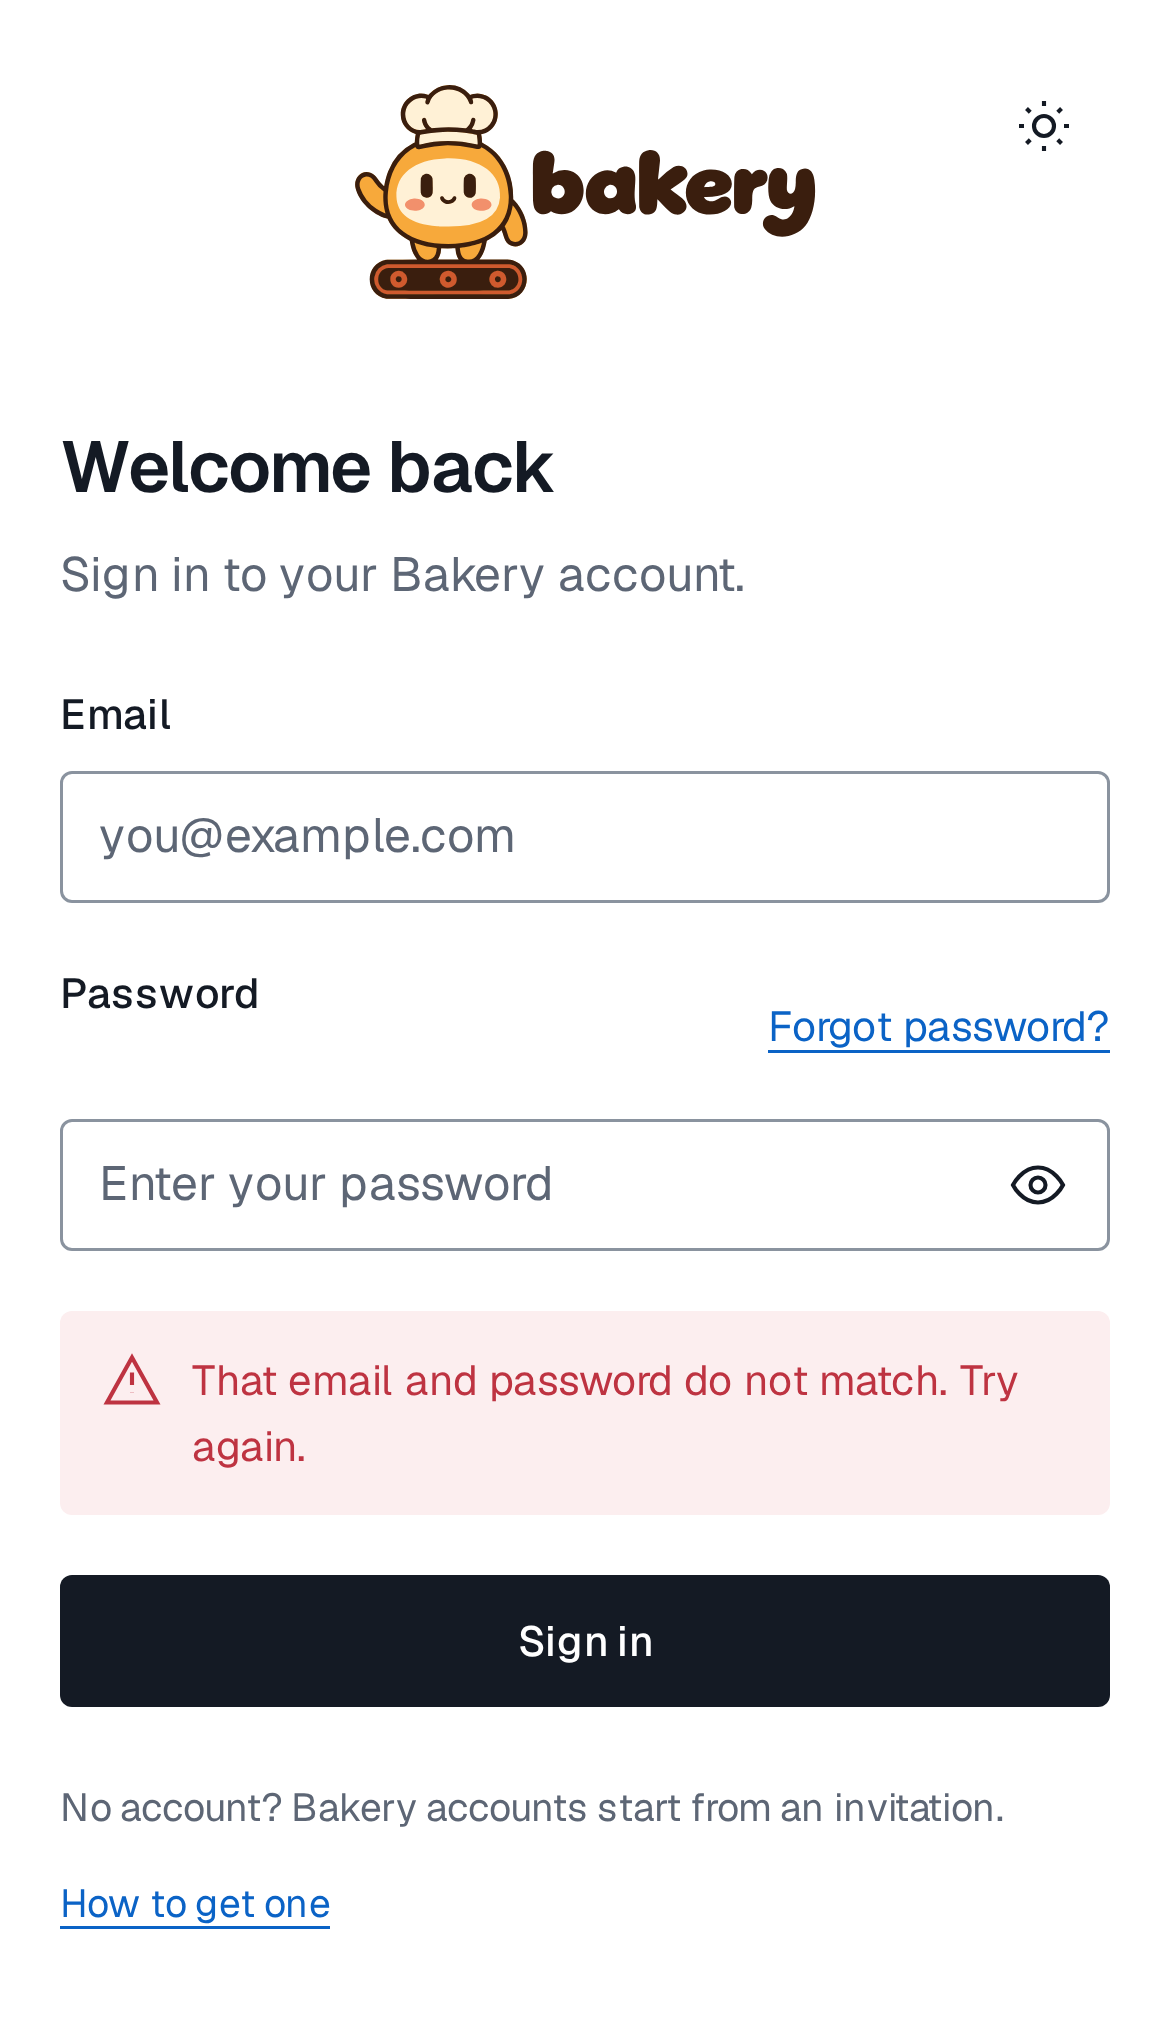 bakery
Welcome back
Sign in to your Bakery account.
Email
you@example.com
Password
Forgot password?
Enter your password
That email and password do not match. Try
again.
Sign in
No account? Bakery accounts start from an invitation.
How to get one